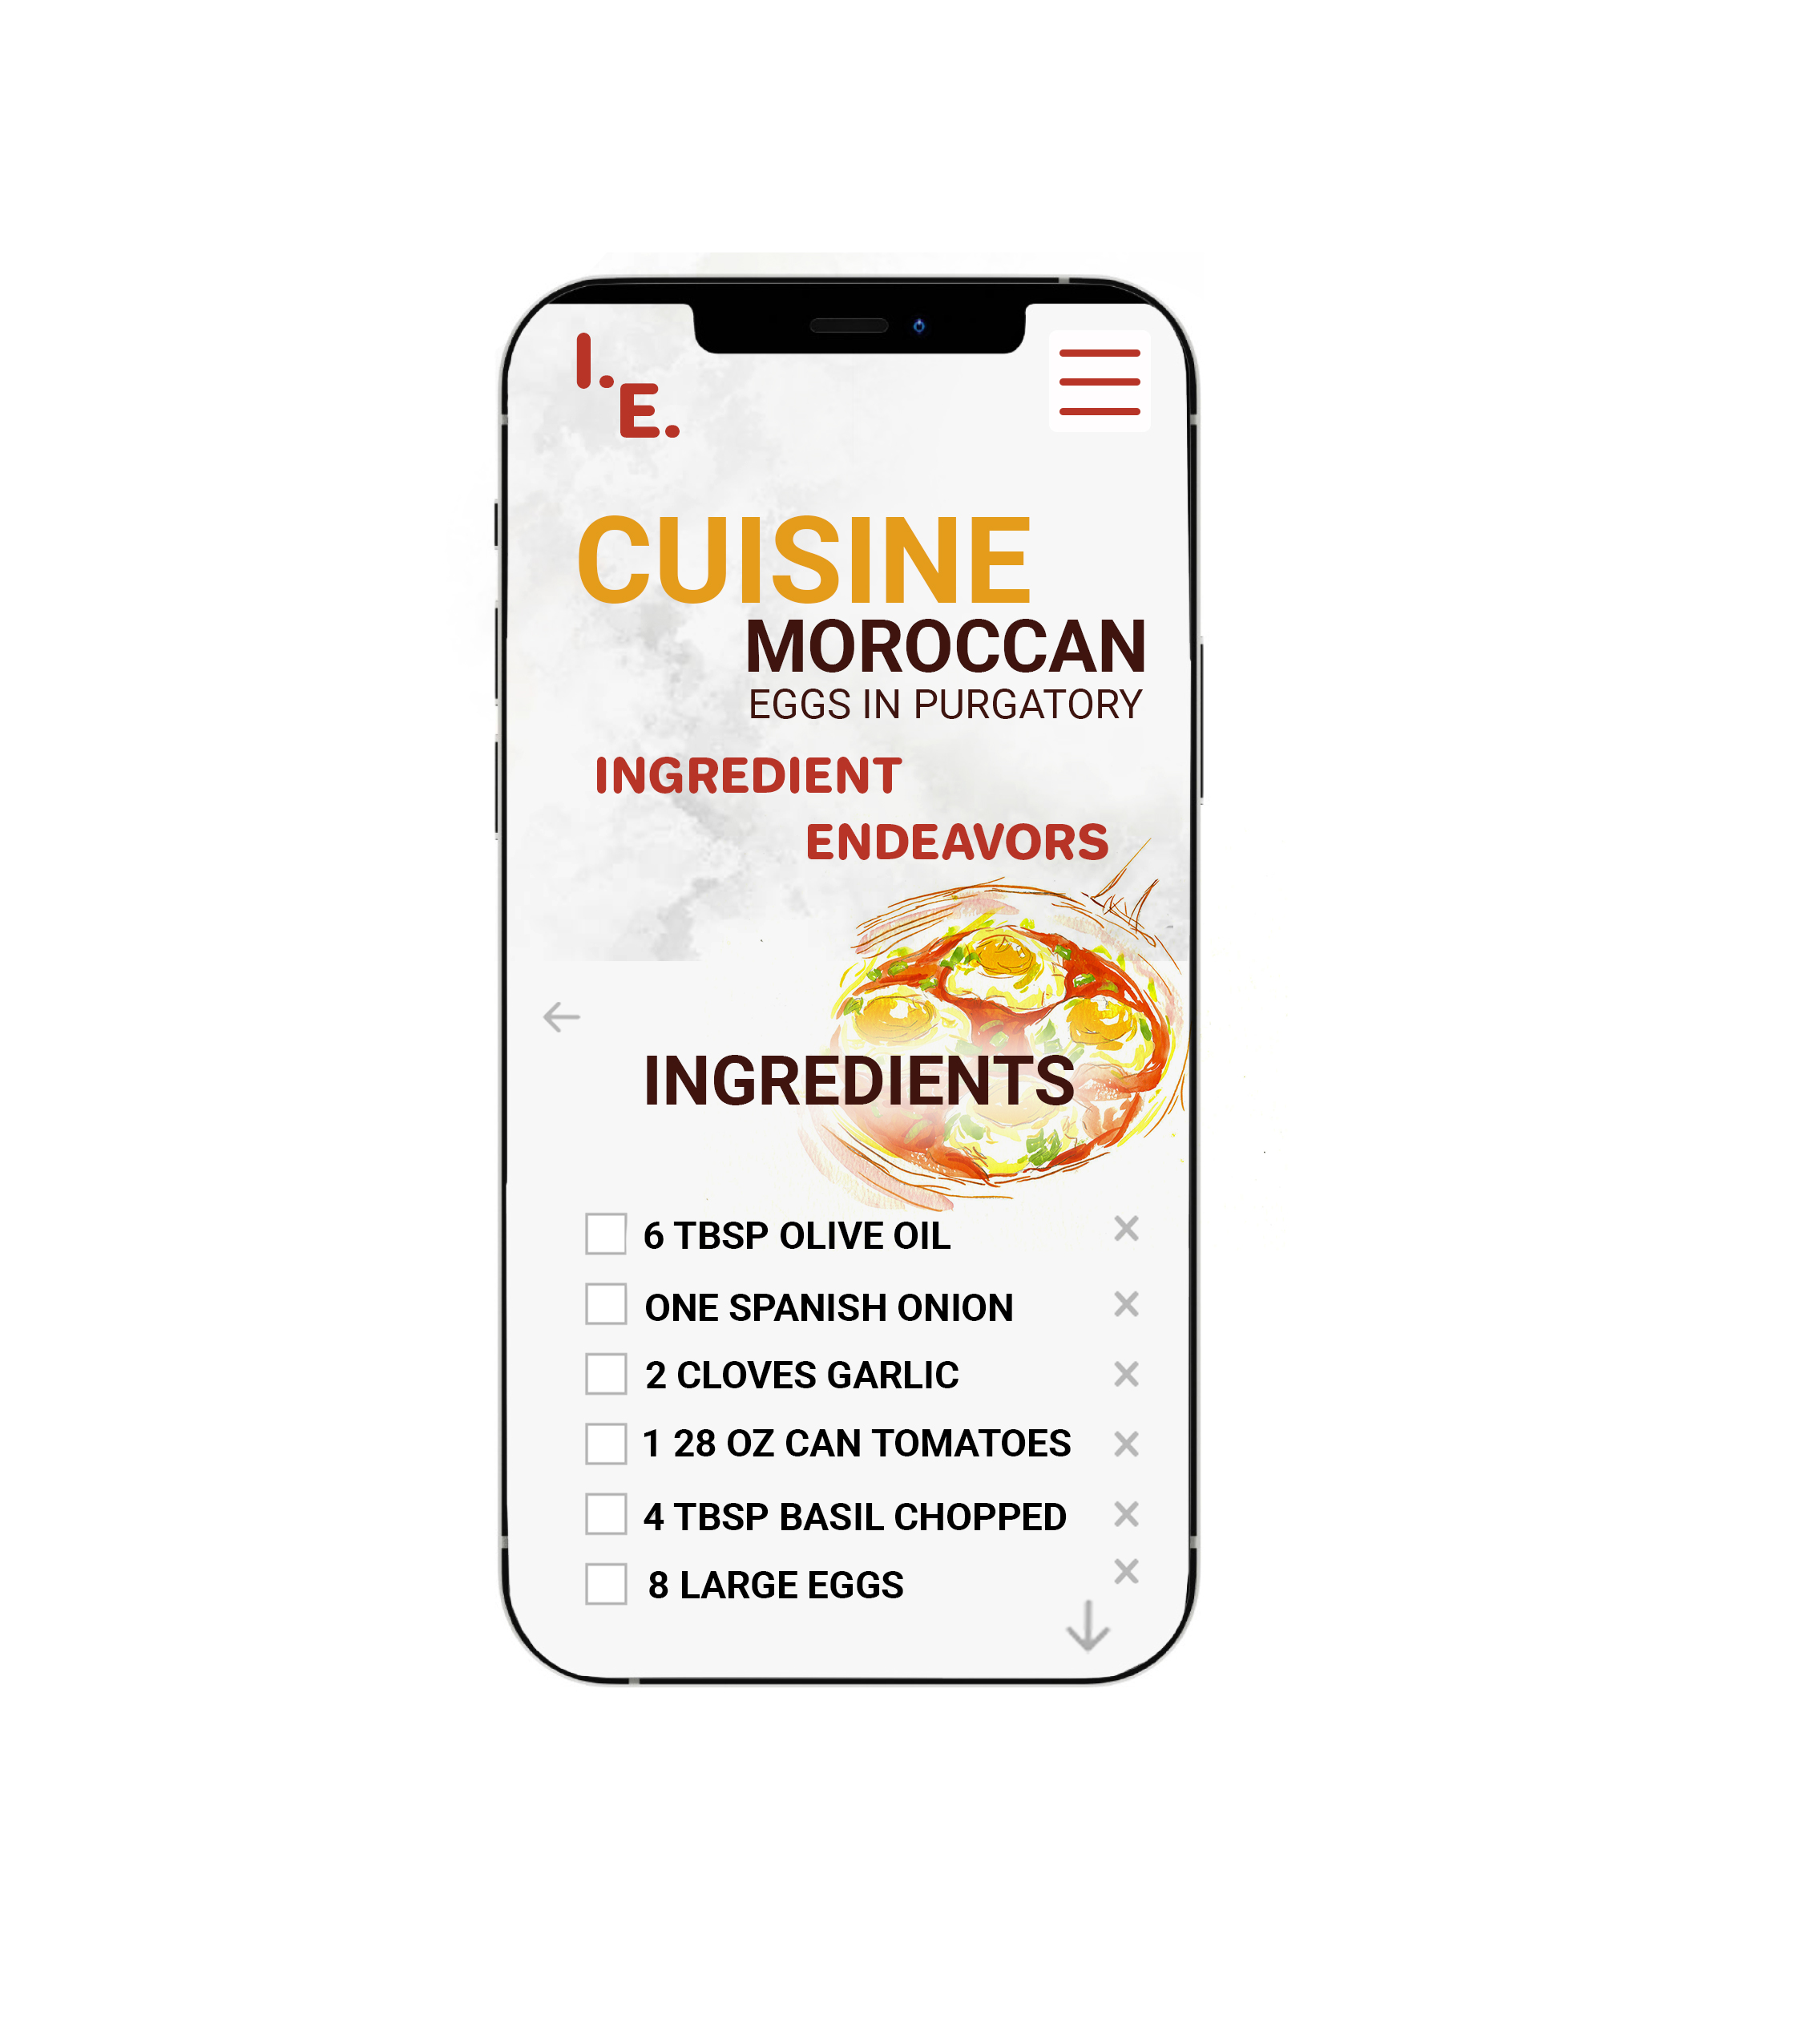 I.
E.
CUISINE
MOROCCAN
EGGS IN PURGATORY
INGREDIENT
ENDEAVORS
INGREDIENTS
6 TBSP OLIVE OIL
ONE SPANISH ONION
2 CLOVES GARLIC
1 28 OZ CAN TOMATOES
4 TBSP BASIL CHOPPED
8 LARGE EGGS